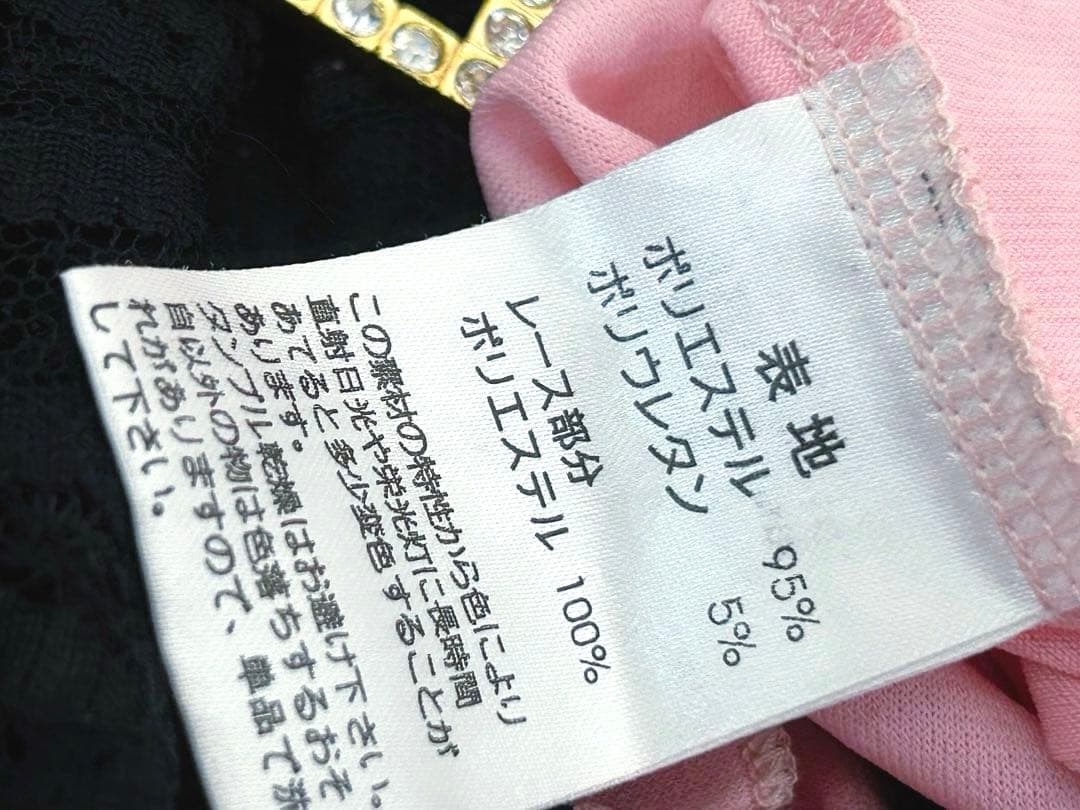 表地
ポリエステル 95%
ポリウレタン 5%
レース部分
ポリエステル 100%
この素材の特性から色により
直射日光や蛍光灯に長時間
あてると多少変色することが
あります。
タンブル乾燥はお避け下さい。
白以外の物は色落ちするおそ
れがありますので、単品で
して下さい。